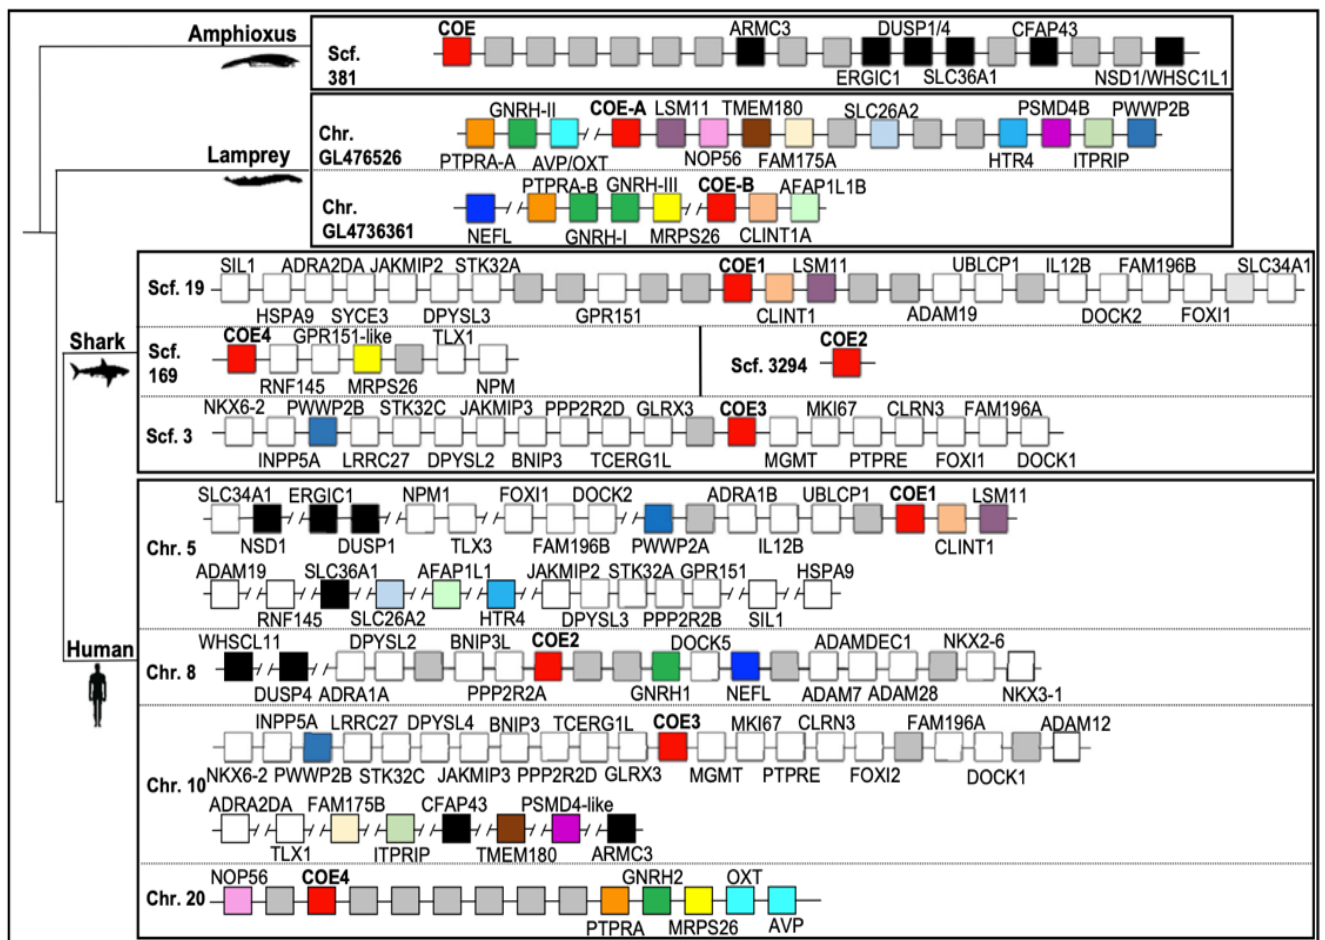 Amphioxus
Scf.
381
COE ARMC3 DUSP1/4 CFAP43
ERGIC1 SLC36A1 NSD1/WHSC1L1
Lamprey
Chr.
GL476526
GNRH-II COE-A LSM11 TMEM180 SLC26A2 PSMD4B PWWP2B
PTPRA-A AVP/OXT NOP56 FAM175A HTR4 ITPRIP
Chr.
GL4736361
PTPRA-B GNRH-III COE-B AFAP1L1B
NEFL GNRH-I MRPS26 CLINT1A
Shark
Scf. 19
SIL1 ADRA2DA JAKMIP2 STK32A COE1 LSM11 UBLCP1 IL12B FAM196B SLC34A1
HSPA9 SYCE3 DPYSL3 GPR151 CLINT1 ADAM19 DOCK2 FOXI1
Scf.
169
COE4 GPR151-like TLX1
RNF145 MRPS26 NPM
Scf. 3294
COE2
Scf. 3
NKX6-2 PWWP2B STK32C JAKMIP3 PPP2R2D GLRX3 COE3 MKI67 CLRN3 FAM196A
INPP5A LRRC27 DPYSL2 BNIP3 TCERG1L MGMT PTPRE FOXI1 DOCK1
Human
Chr. 5
SLC34A1 ERGIC1 NPM1 FOXI1 DOCK2 ADRA1B UBLCP1 COE1 LSM11
NSD1 DUSP1 TLX3 FAM196B PWWP2A IL12B CLINT1
ADAM19 SLC36A1 AFAP1L1 JAKMIP2 STK32A GPR151 HSPA9
RNF145 SLC26A2 HTR4 DPYSL3 PPP2R2B SIL1
Chr. 8
WHSCL11 DPYSL2 BNIP3L COE2 DOCK5 ADAMDEC1 NKX2-6
DUSP4 ADRA1A PPP2R2A GNRH1 NEFL ADAM7 ADAM28 NKX3-1
Chr. 10
INPP5A LRRC27 DPYSL4 BNIP3 TCERG1L COE3 MKI67 CLRN3 FAM196A ADAM12
NKX6-2 PWWP2B STK32C JAKMIP3 PPP2R2D GLRX3 MGMT PTPRE FOXI2 DOCK1
ADRA2DA FAM175B CFAP43 PSMD4-like
TLX1 ITPRIP TMEM180 ARMC3
Chr. 20
NOP56 COE4 GNRH2 OXT
PTPRA MRPS26 AVP